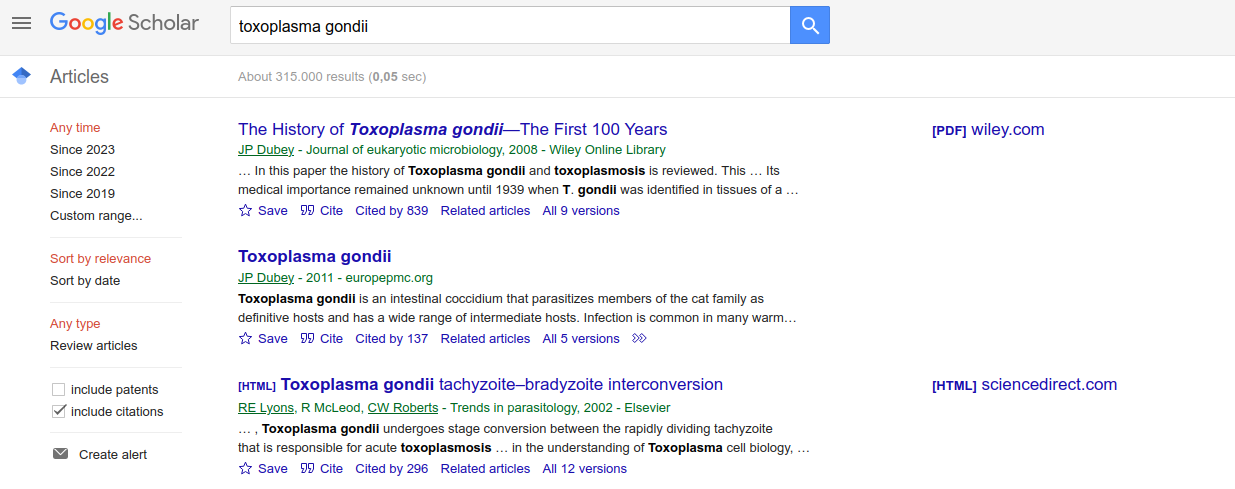 Google Scholar
toxoplasma gondii
Articles
About 315.000 results (0,05 sec)
Any time
Since 2023
Since 2022
Since 2019
Custom range...
Sort by relevance
Sort by date
Any type
Review articles
include patents
include citations
Create alert
The History of Toxoplasma gondii—The First 100 Years
JP Dubey - Journal of eukaryotic microbiology, 2008 - Wiley Online Library
… In this paper the history of Toxoplasma gondii and toxoplasmosis is reviewed. This … Its
medical importance remained unknown until 1939 when T. gondii was identified in tissues of a …
Save Cite Cited by 839 Related articles All 9 versions
[PDF] wiley.com
Toxoplasma gondii
JP Dubey - 2011 - europepmc.org
Toxoplasma gondii is an intestinal coccidium that parasitizes members of the cat family as
definitive hosts and has a wide range of intermediate hosts. Infection is common in many warm…
Save Cite Cited by 137 Related articles All 5 versions
[HTML] Toxoplasma gondii tachyzoite–bradyzoite interconversion
RE Lyons, R McLeod, CW Roberts - Trends in parasitology, 2002 - Elsevier
… , Toxoplasma gondii undergoes stage conversion between the rapidly dividing tachyzoite
that is responsible for acute toxoplasmosis … in the understanding of Toxoplasma cell biology, …
Save Cite Cited by 296 Related articles All 12 versions
[HTML] sciencedirect.com